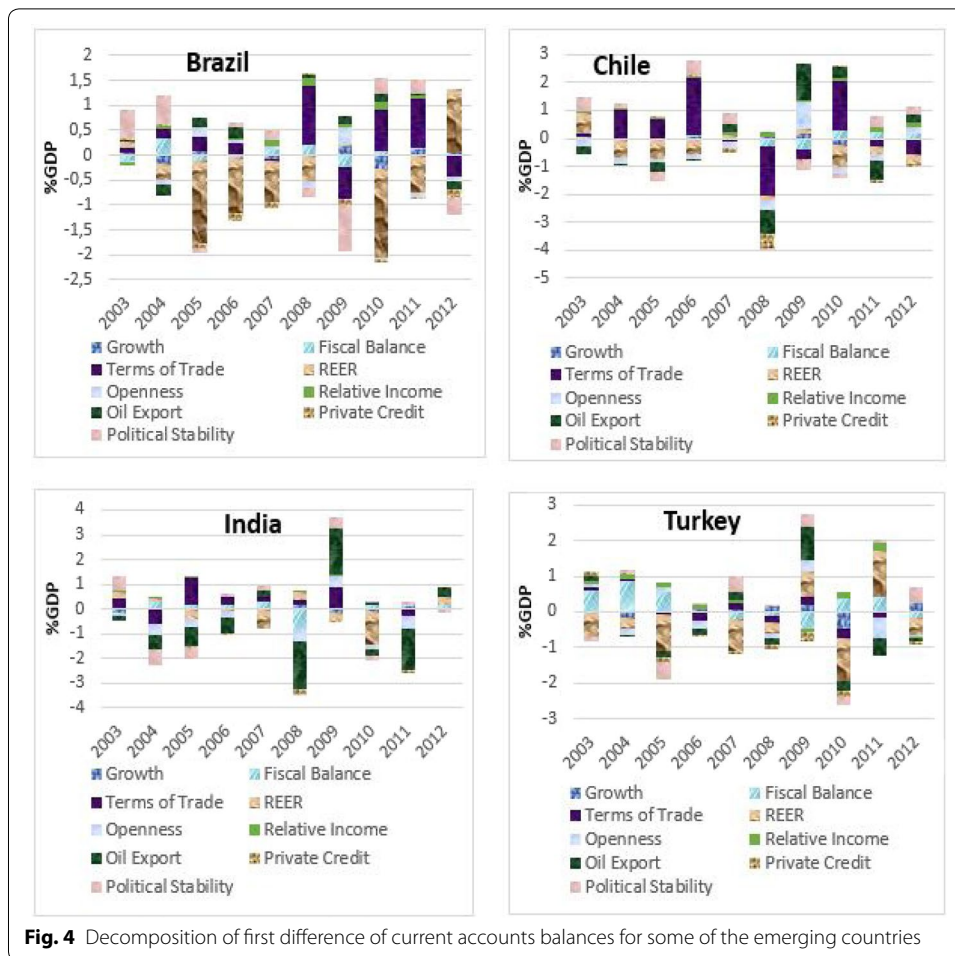 Brazil
%GDP
2
1,5
1
0,5
0
-0,5
-1
-1,5
-2
-2,5
2003 2004 2005 2006 2007 2008 2009 2010 2011 2012
Growth Fiscal Balance
Terms of Trade REER
Openness Relative Income
Oil Export Private Credit
Political Stability
Chile
%GDP
3
2
1
0
-1
-2
-3
-4
-5
2003 2004 2005 2006 2007 2008 2009 2010 2011 2012
Growth Fiscal Balance
Terms of Trade REER
Openness Relative Income
Oil Export Private Credit
Political Stability
India
%GDP
4
3
2
1
0
-1
-2
-3
-4
2003 2004 2005 2006 2007 2008 2009 2010 2011 2012
Growth Fiscal Balance
Terms of Trade REER
Openness Relative Income
Oil Export Private Credit
Political Stability
Turkey
%GDP
3
2
1
0
-1
-2
-3
2003 2004 2005 2006 2007 2008 2009 2010 2011 2012
Growth Fiscal Balance
Terms of Trade REER
Openness Relative Income
Oil Export Private Credit
Political Stability
Fig. 4 Decomposition of first difference of current accounts balances for some of the emerging countries